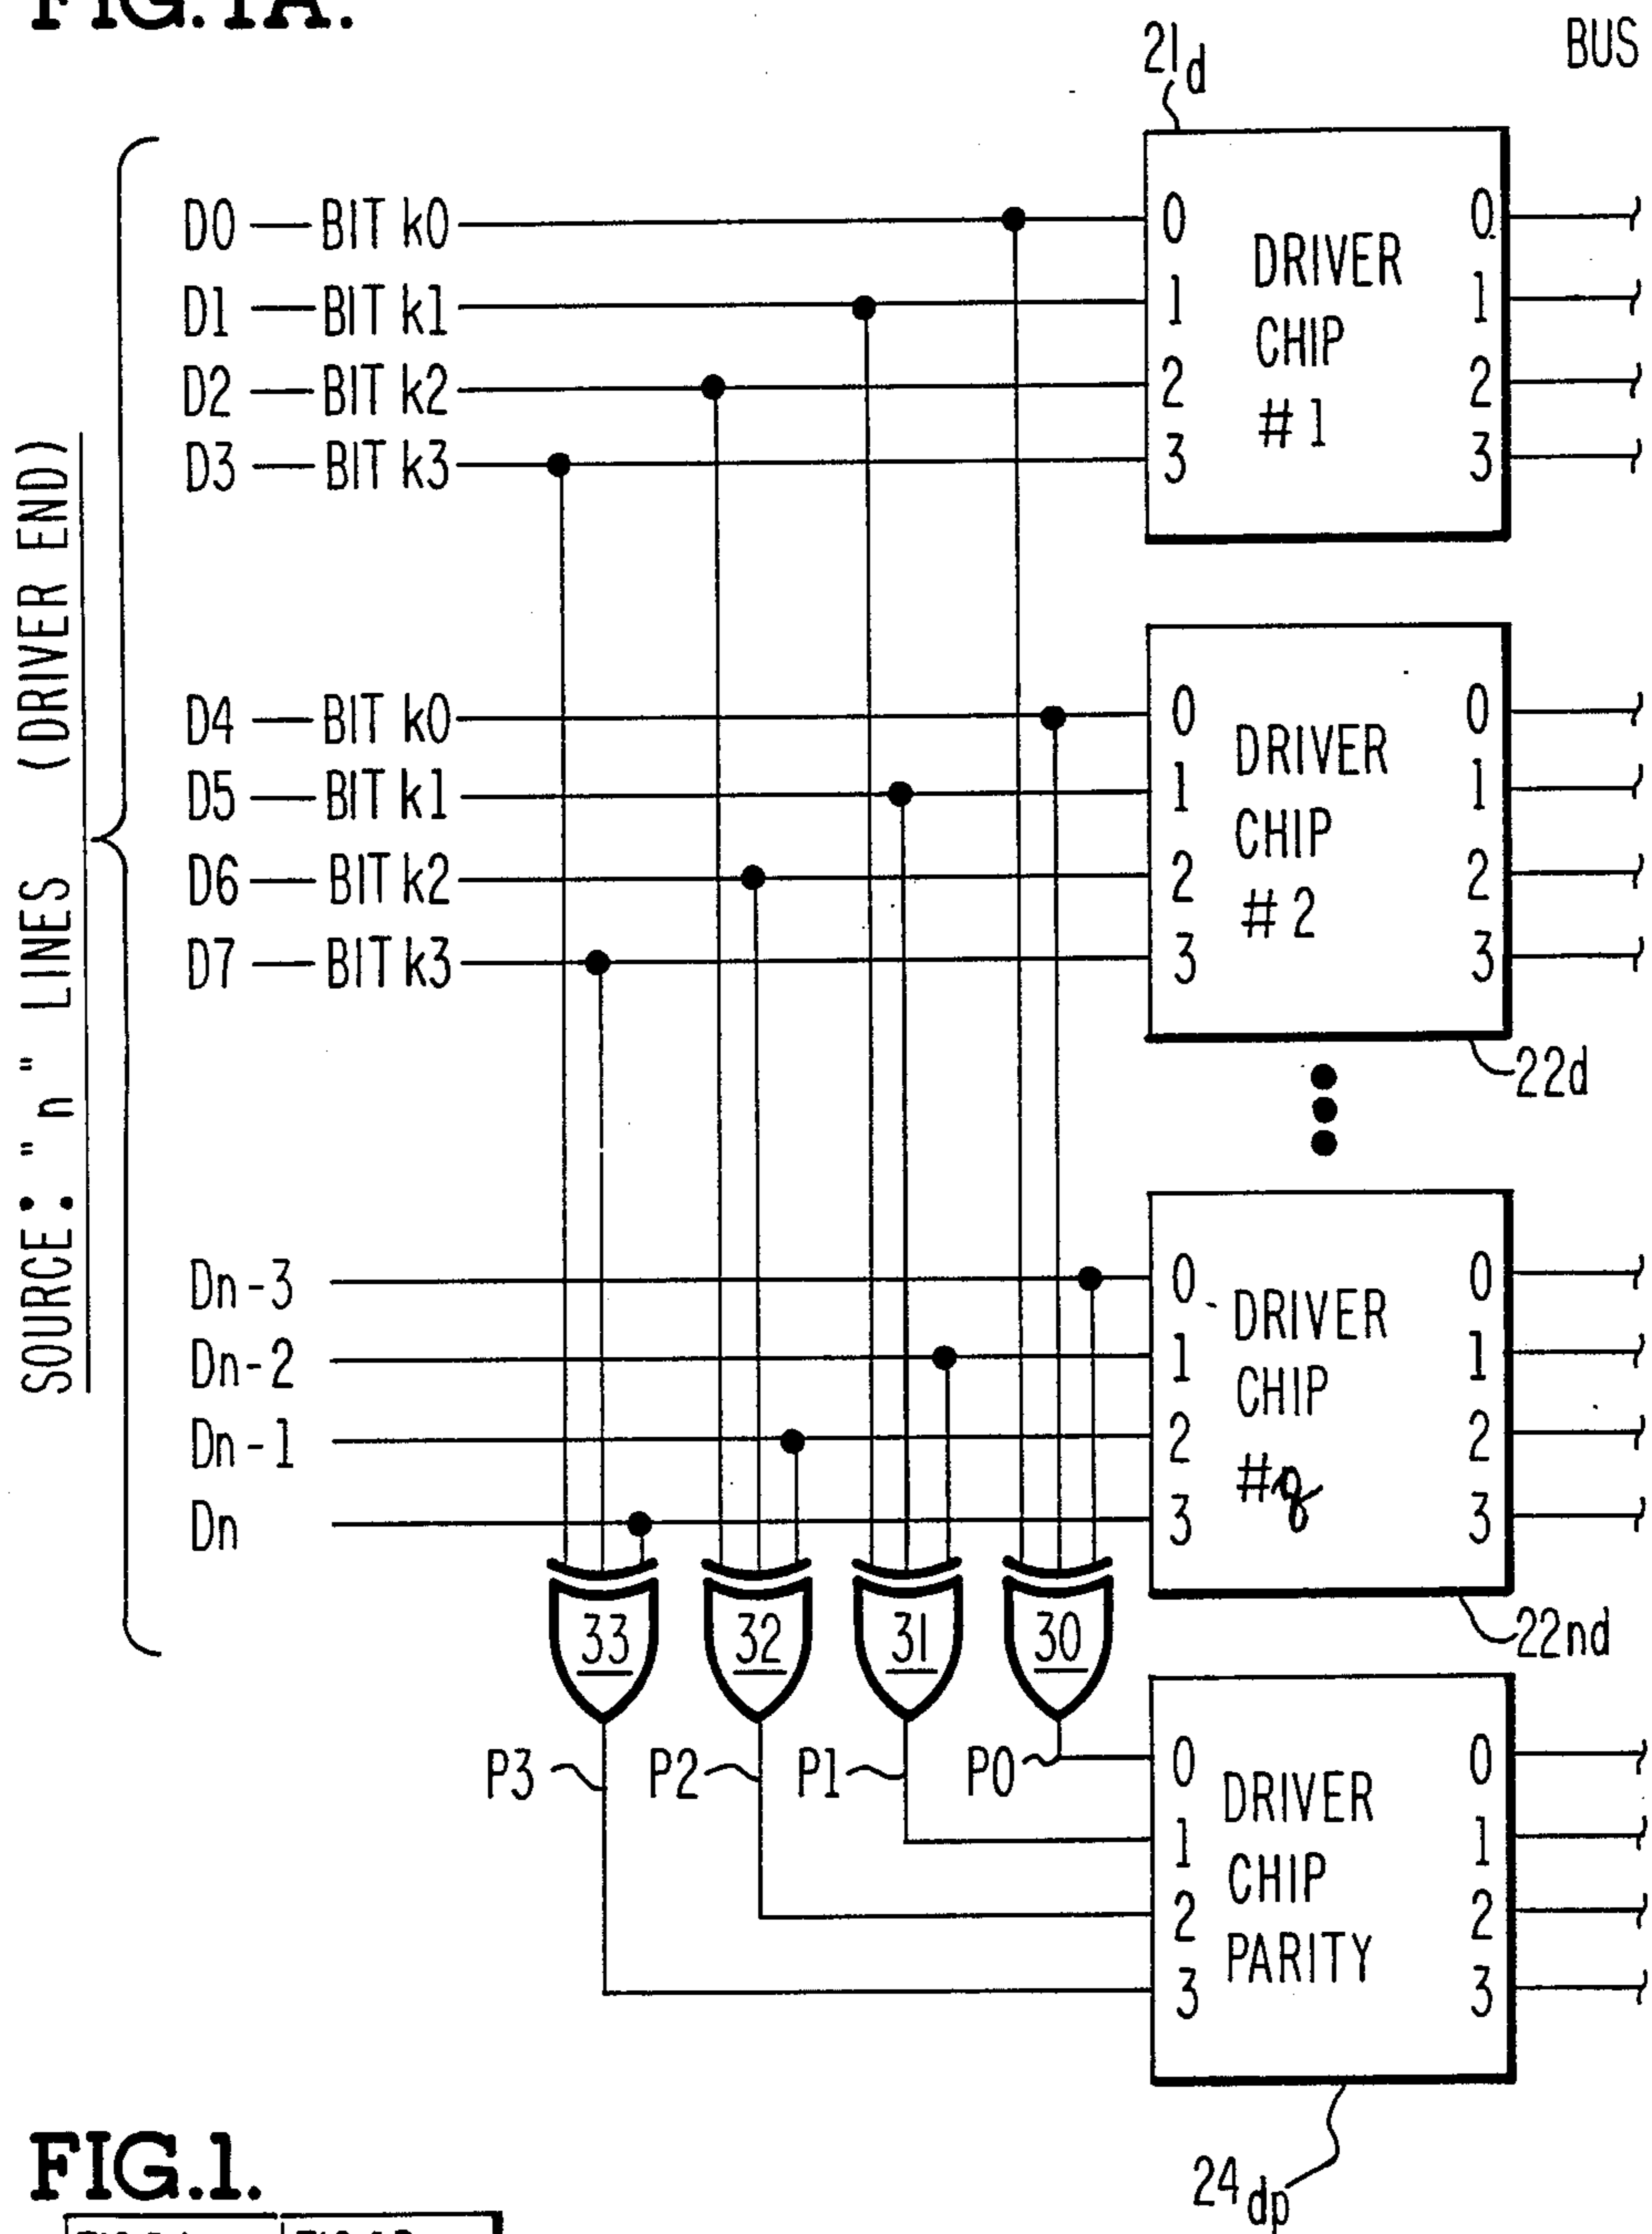 FIG. 1A.
BUS
21d
D0 — BIT k0
D1 — BIT k1
D2 — BIT k2
D3 — BIT k3
0 0
1 1
2 2
3 3
DRIVER
CHIP
#1
SOURCE: "n" LINES (DRIVER END)
D4 — BIT k0
D5 — BIT k1
D6 — BIT k2
D7 — BIT k3
0 0
1 1
2 2
3 3
DRIVER
CHIP
#2
22d
Dn-3
Dn-2
Dn-1
Dn
0 0
1 1
2 2
3 3
DRIVER
CHIP
#q
22nd
33 32 31 30
P3 P2 P1 P0
0 0
1 1
2 2
3 3
DRIVER
CHIP
PARITY
24dp
FIG. 1.